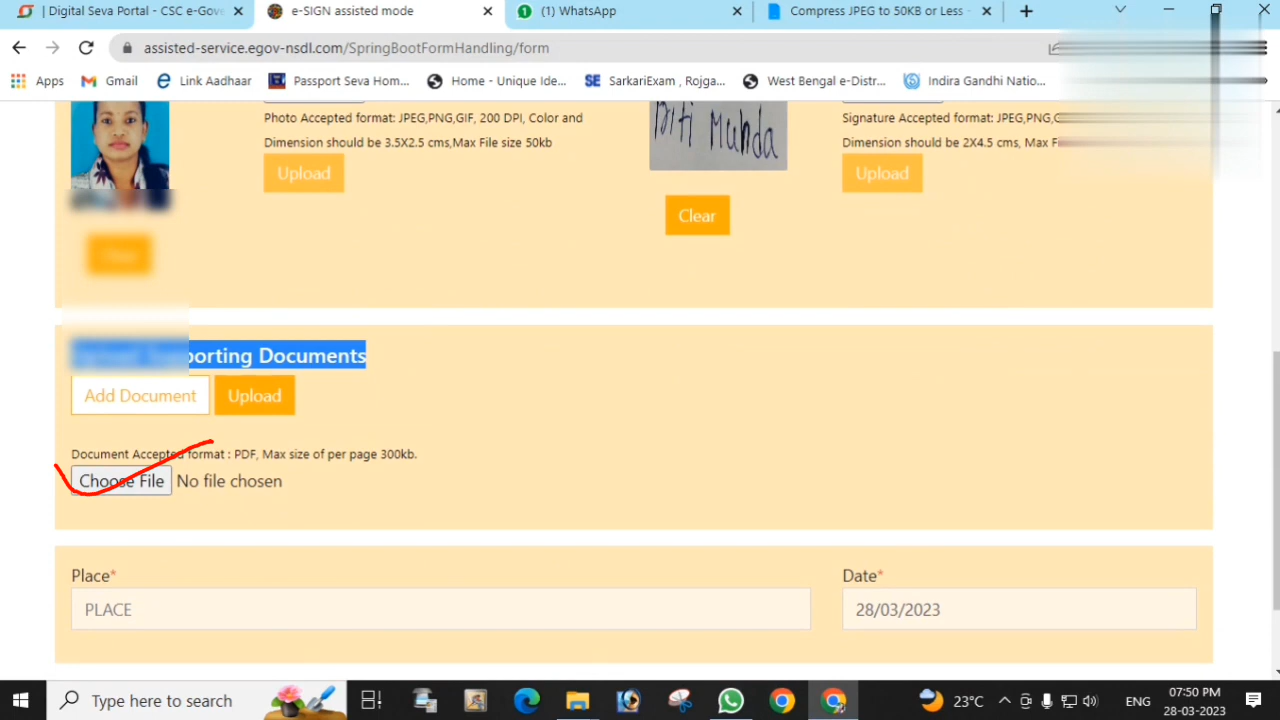 Digital Seva Portal - CSC e-Gove
e-SIGN assisted mode
(1) WhatsApp
Compress JPEG to 50KB or Less -
assisted-service.egov-nsdl.com/SpringBootFormHandling/form
Apps
Gmail
Link Aadhaar
Passport Seva Hom...
Home - Unique Ide...
SE SarkariExam , Rojga...
West Bengal e-Distr...
Indira Gandhi Natio...
Photo Accepted format: JPEG,PNG,GIF, 200 DPI, Color and
Dimension should be 3.5X2.5 cms,Max File size 50kb
Upload
Munda
Clear
Signature Accepted format: JPEG,PNG,G
Dimension should be 2X4.5 cms, Max Fi
Upload
porting Documents
Add Document
Upload
Document Accepted format : PDF, Max size of per page 300kb.
Choose File No file chosen
Place*
PLACE
Date*
28/03/2023
Type here to search
23°C
ENG
07:50 PM
28-03-2023